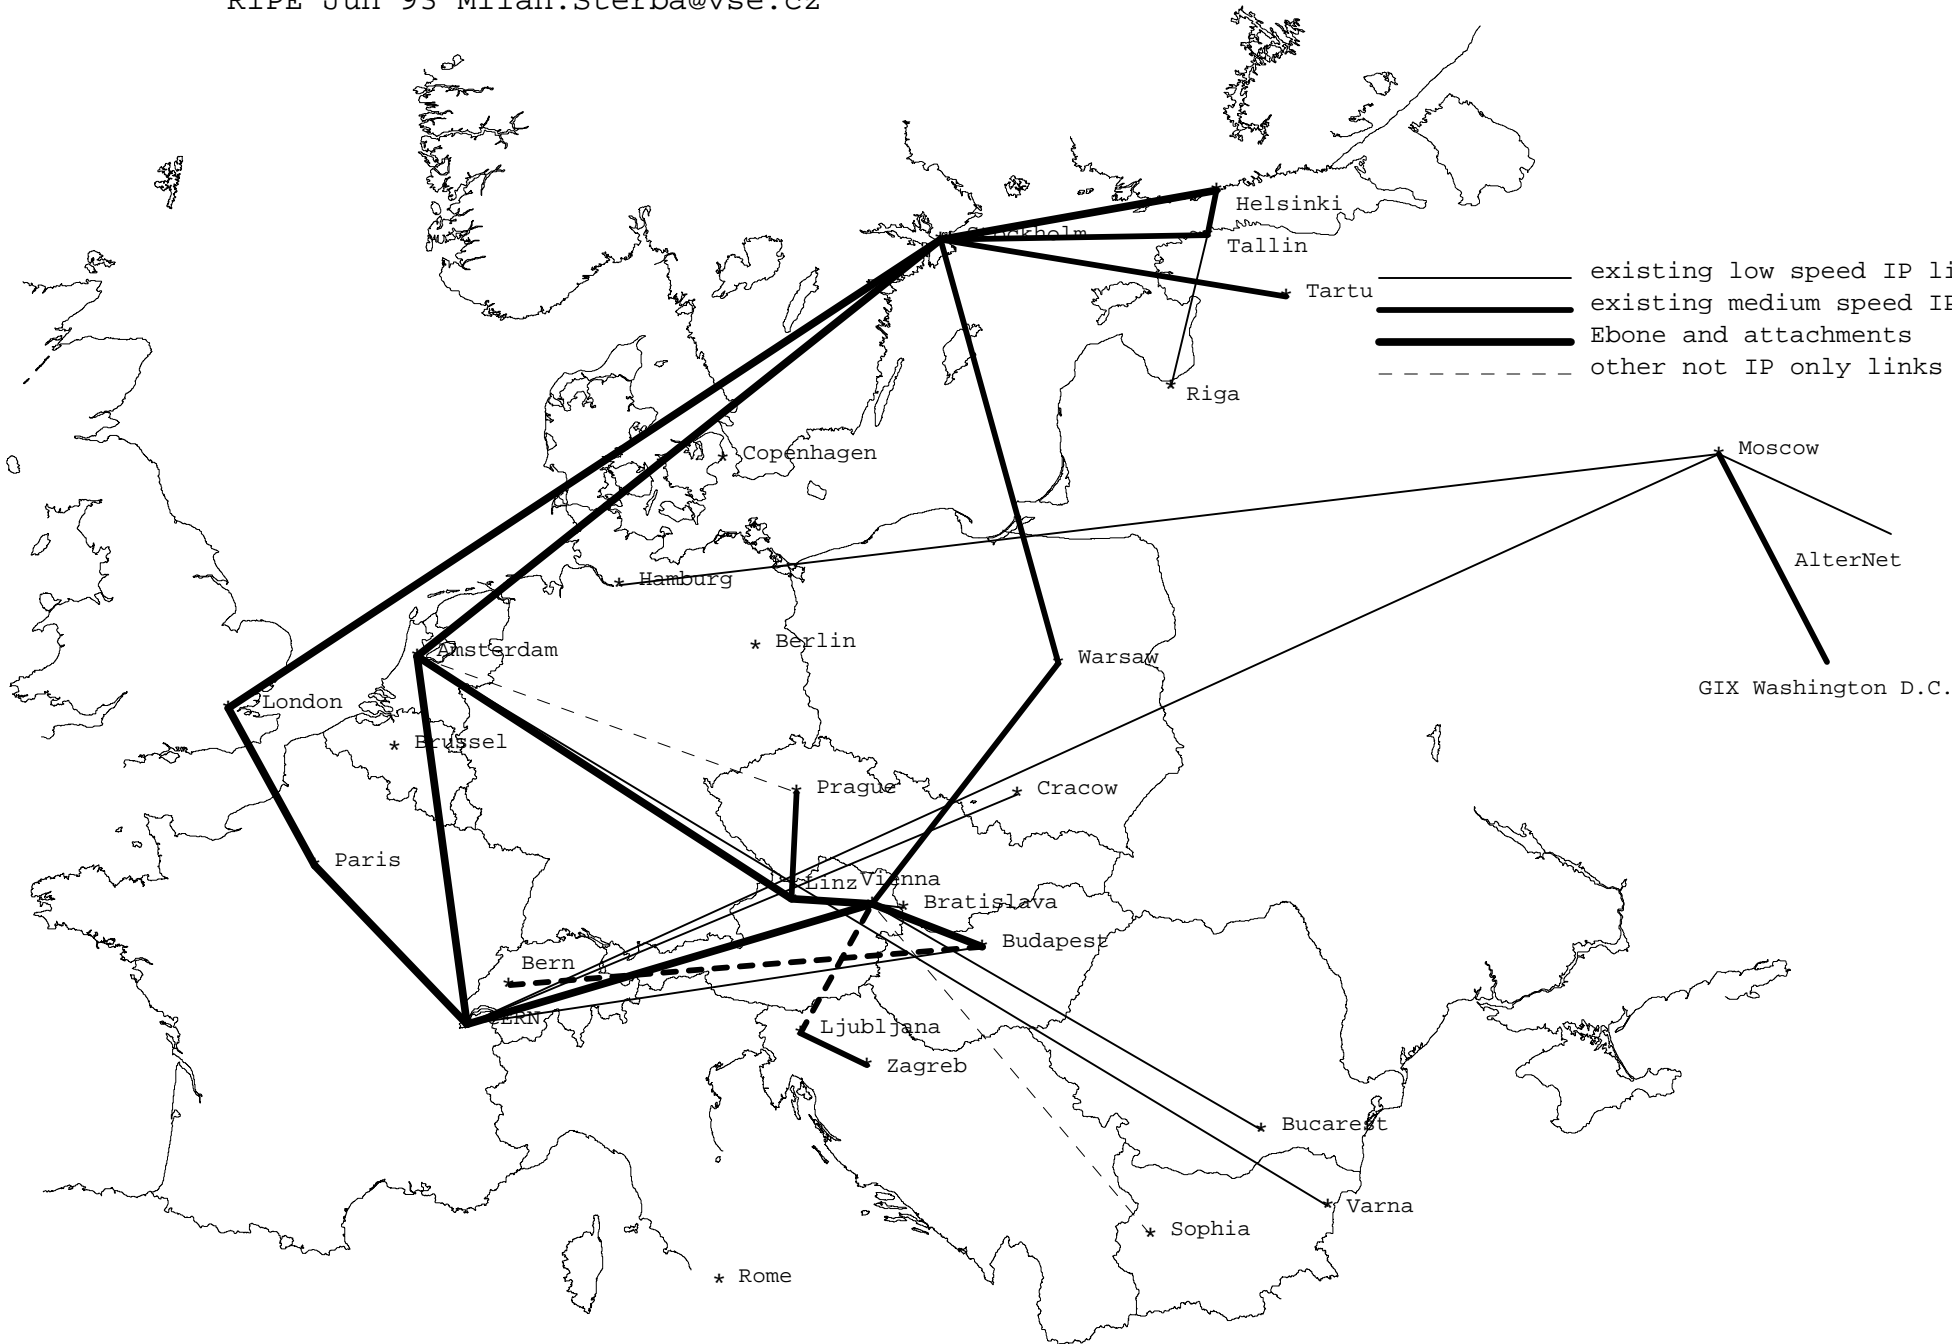 RIPE Jun 93 Milan.Sterba@vse.cz
Helsinki
Stockholm
Tallin
existing low speed IP li
Tartu
existing medium speed IP
Ebone and attachments
other not IP only links
Riga
Moscow
Copenhagen
AlterNet
Hamburg
Berlin
Amsterdam
Warsaw
GIX Washington D.C.
London
Brussel
Prague
Cracow
Paris
Linz
Vienna
Bratislava
Budapest
Bern
CERN
Ljubljana
Zagreb
Bucarest
Varna
Sophia
Rome